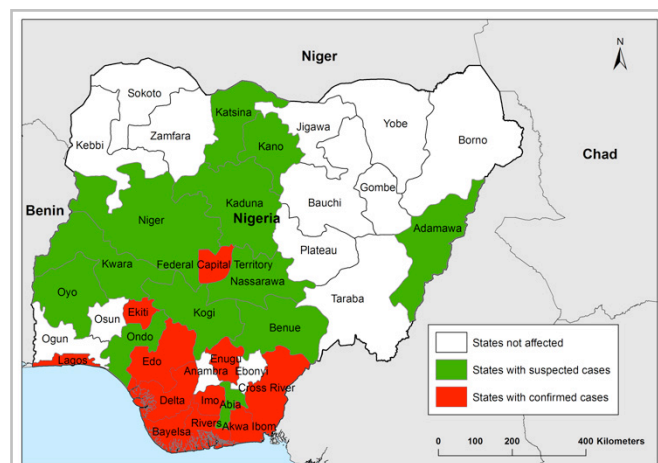 Niger
N
Sokoto
Katsina
Kebbi
Zamfara
Kano
Jigawa
Yobe
Borno
Chad
Benin
Niger
Kaduna
Nigeria
Bauchi
Gombe
Adamawa
Plateau
Kwara
Federal Capital Territory
Nassarawa
Taraba
Oyo
Osun
Ekiti
Kogi
Benue
Ogun
Ondo
Lagos
Edo
Enugu
Anambra
Ebonyi
Cross River
Delta
Imo
Abia
Bayelsa
Rivers
Akwa Ibom
States not affected
States with suspected cases
States with confirmed cases
0 100 200 400 Kilometers